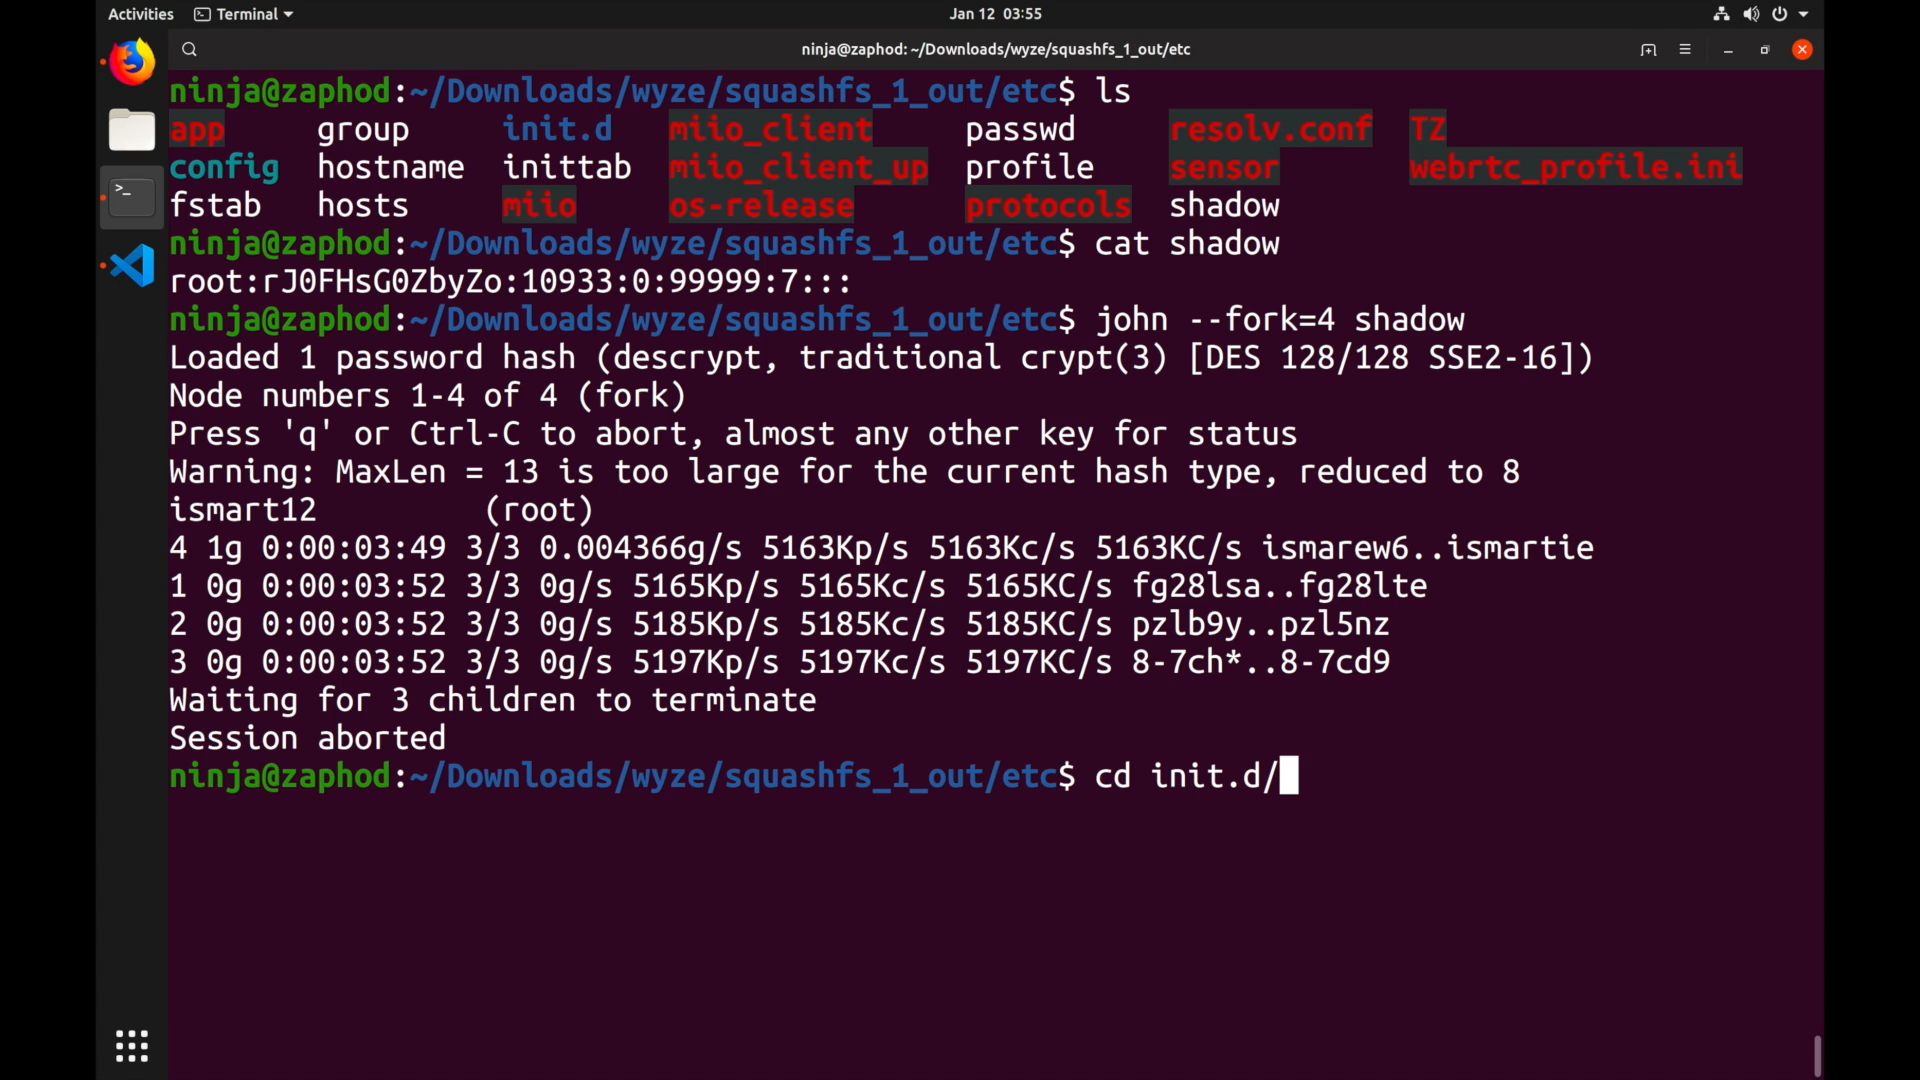 Activities Terminal Jan 12 03:55
ninja@zaphod: ~/Downloads/wyze/squashfs_1_out/etc
ninja@zaphod:~/Downloads/wyze/squashfs_1_out/etc$ ls
app group init.d miio_client passwd resolv.conf TZ
config hostname inittab miio_client_up profile sensor webrtc_profile.ini
fstab hosts miio os-release protocols shadow
ninja@zaphod:~/Downloads/wyze/squashfs_1_out/etc$ cat shadow
root:rJ0FHsG0ZbyZo:10933:0:99999:7:::
ninja@zaphod:~/Downloads/wyze/squashfs_1_out/etc$ john --fork=4 shadow
Loaded 1 password hash (descrypt, traditional crypt(3) [DES 128/128 SSE2-16])
Node numbers 1-4 of 4 (fork)
Press 'q' or Ctrl-C to abort, almost any other key for status
Warning: MaxLen = 13 is too large for the current hash type, reduced to 8
ismart12 (root)
4 1g 0:00:03:49 3/3 0.004366g/s 5163Kp/s 5163Kc/s 5163KC/s ismarew6..ismartie
1 0g 0:00:03:52 3/3 0g/s 5165Kp/s 5165Kc/s 5165KC/s fg28lsa..fg28lte
2 0g 0:00:03:52 3/3 0g/s 5185Kp/s 5185Kc/s 5185KC/s pzlb9y..pzl5nz
3 0g 0:00:03:52 3/3 0g/s 5197Kp/s 5197Kc/s 5197KC/s 8-7ch*..8-7cd9
Waiting for 3 children to terminate
Session aborted
ninja@zaphod:~/Downloads/wyze/squashfs_1_out/etc$ cd init.d/